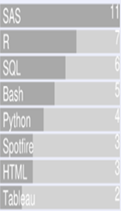 SAS 11
R 7
SQL 6
Bash 5
Python 4
Spotfire 3
HTML 3
Tableau 2